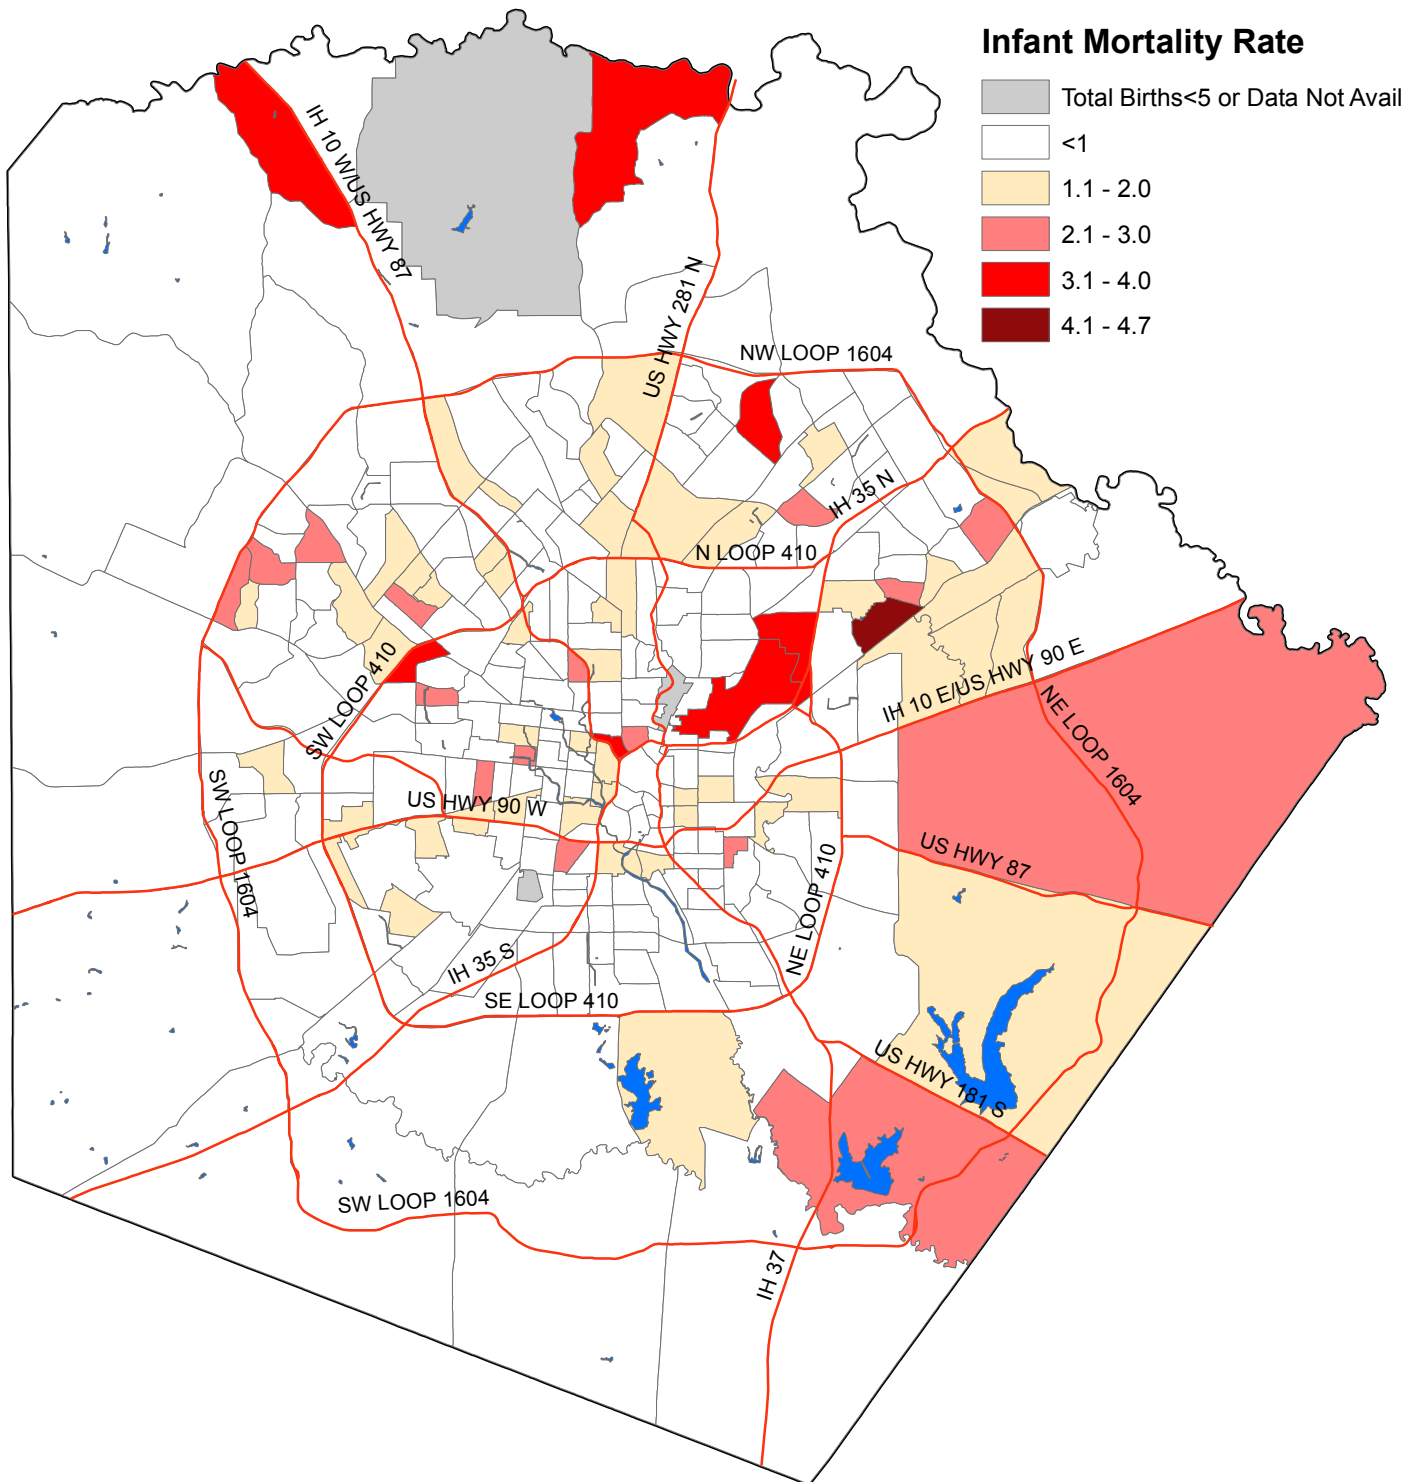 Infant Mortality Rate
Total Births<5 or Data Not Avail
<1
1.1 - 2.0
2.1 - 3.0
3.1 - 4.0
4.1 - 4.7
IH 10 W/US HWY 87
US HWY 281 N
NW LOOP 1604
IH 35 N
N LOOP 410
SW LOOP 410
IH 10 E/US HWY 90 E
NE LOOP 1604
SW LOOP 1604
US HWY 90 W
US HWY 87
NE LOOP 410
IH 35 S
SE LOOP 410
US HWY 181 S
SW LOOP 1604
IH 37